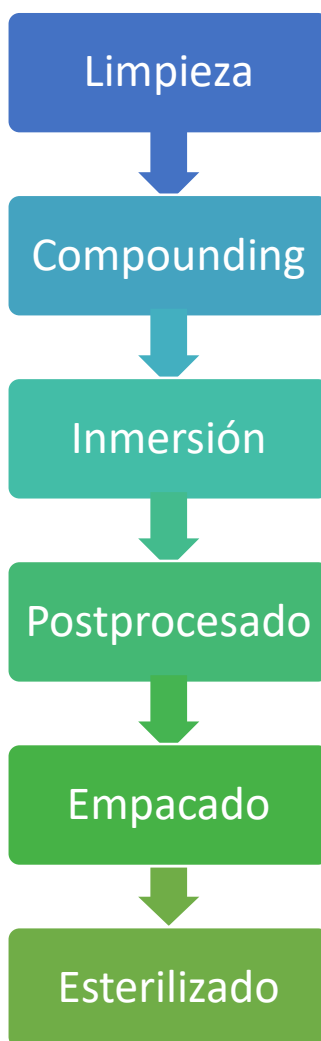 Limpieza
Compounding
Inmersión
Postprocesado
Empacado
Esterilizado